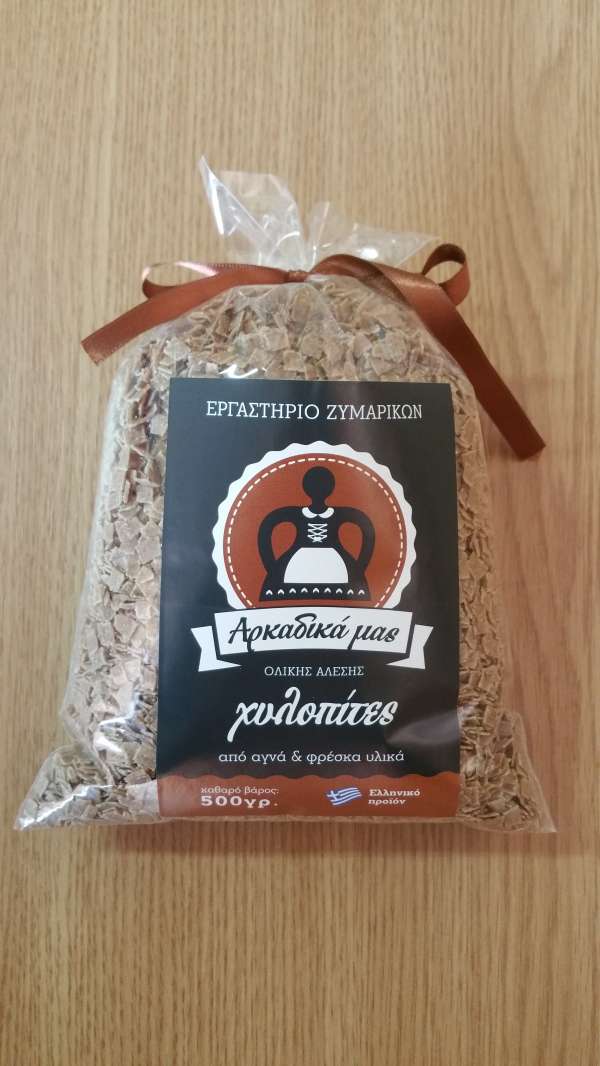 ΕΡΓΑΣΤΗΡΙΟ ΖΥΜΑΡΙΚΩΝ
Αρκαδικά μας
ΟΛΙΚΗΣ ΑΛΕΣΗΣ
χυλοπίτες
από αγνά & φρέσκα υλικά
καθαρό βάρος:
500γρ.
Ελληνικό
προϊόν